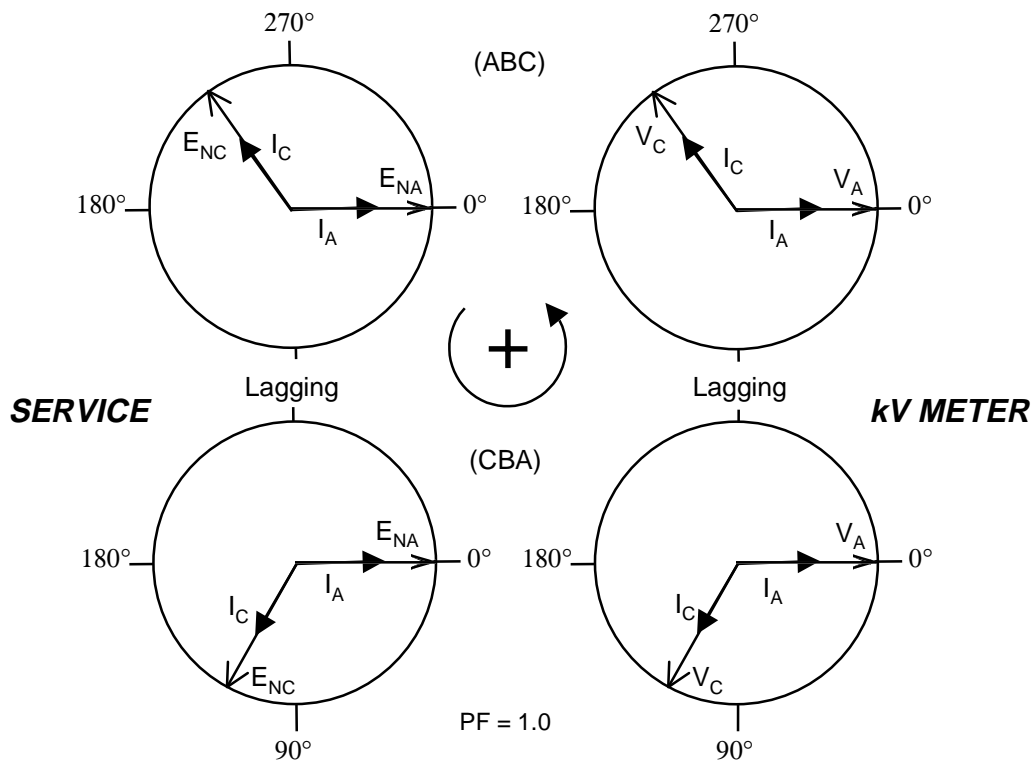 270°
(ABC)
270°
E_NC
I_C
E_NA
180°
0°
I_A
V_C
I_C
V_A
180°
0°
I_A
+
Lagging
Lagging
SERVICE
kV METER
(CBA)
E_NA
180°
0°
I_A
I_C
E_NC
V_A
180°
0°
I_A
I_C
V_C
PF = 1.0
90°
90°